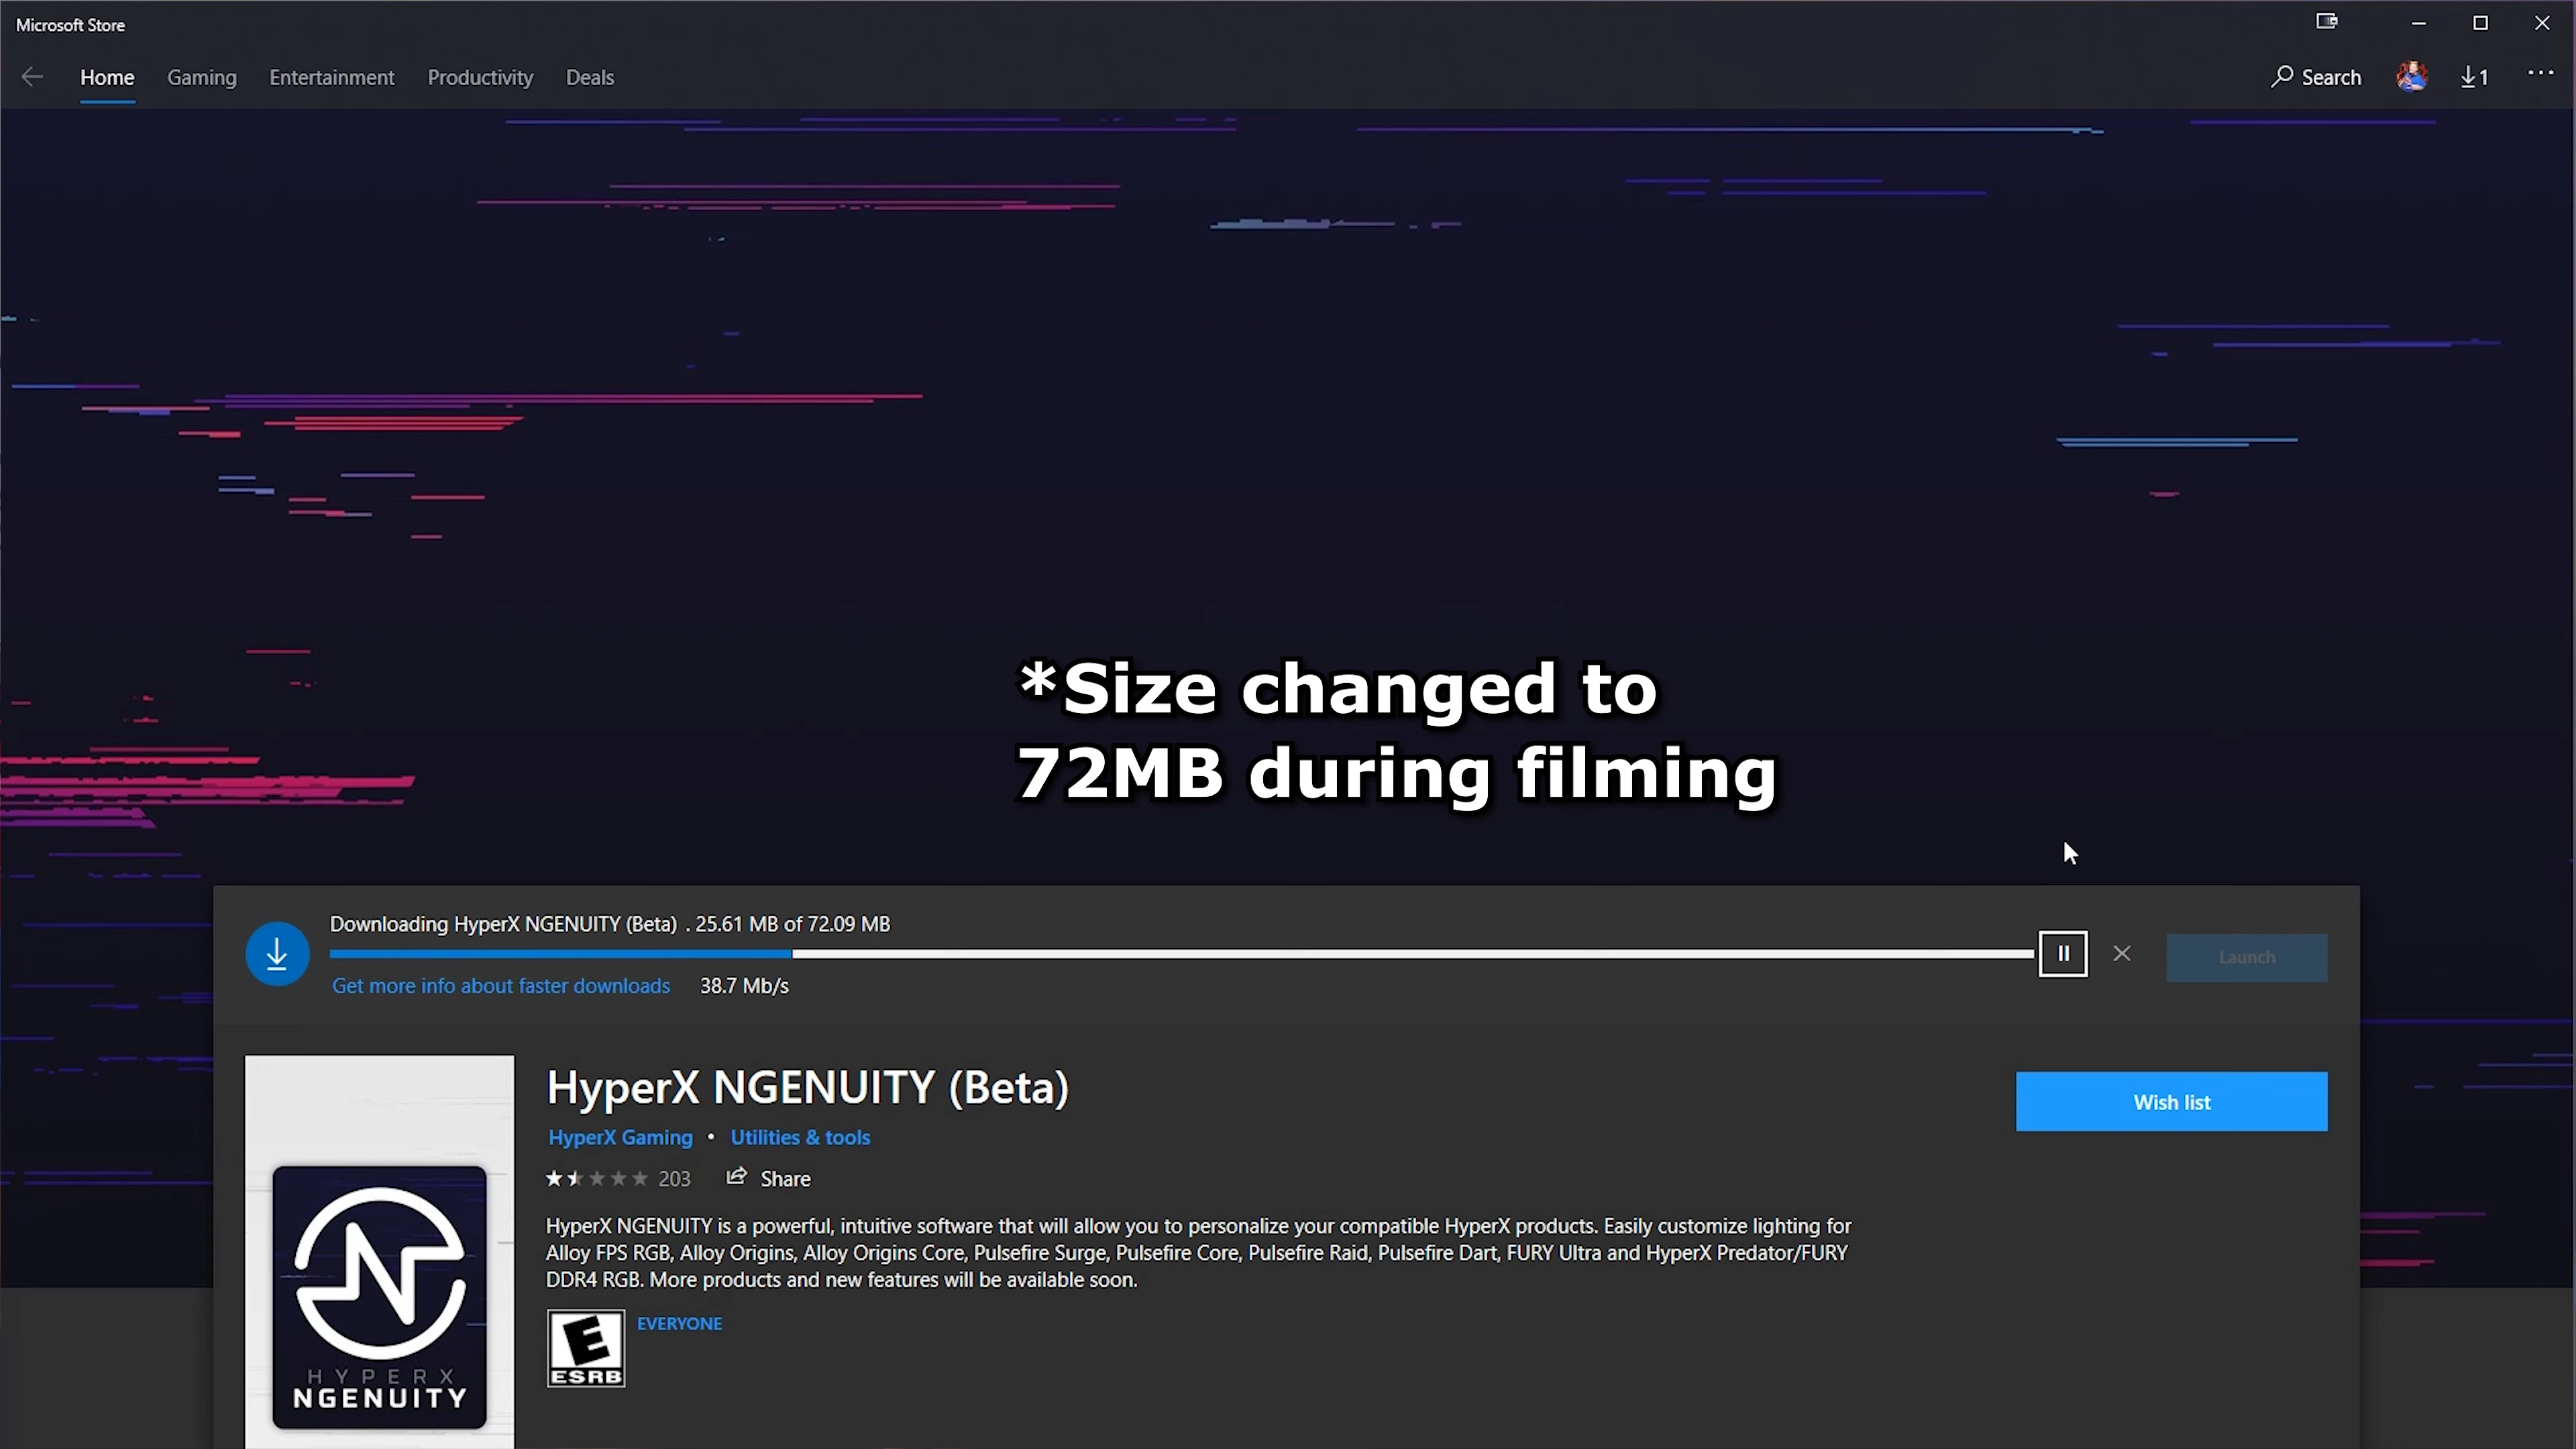 Microsoft Store
Home Gaming Entertainment Productivity Deals
Search
1
*Size changed to
72MB during filming
Downloading HyperX NGENUITY (Beta) . 25.61 MB of 72.09 MB
Launch
Get more info about faster downloads 38.7 Mb/s
HyperX NGENUITY (Beta)
Wish list
HyperX Gaming • Utilities & tools
203 Share
HyperX NGENUITY is a powerful, intuitive software that will allow you to personalize your compatible HyperX products. Easily customize lighting for
Alloy FPS RGB, Alloy Origins, Alloy Origins Core, Pulsefire Surge, Pulsefire Core, Pulsefire Raid, Pulsefire Dart, FURY Ultra and HyperX Predator/FURY
DDR4 RGB. More products and new features will be available soon.
E
ESRB
EVERYONE
HYPERX
NGENUITY